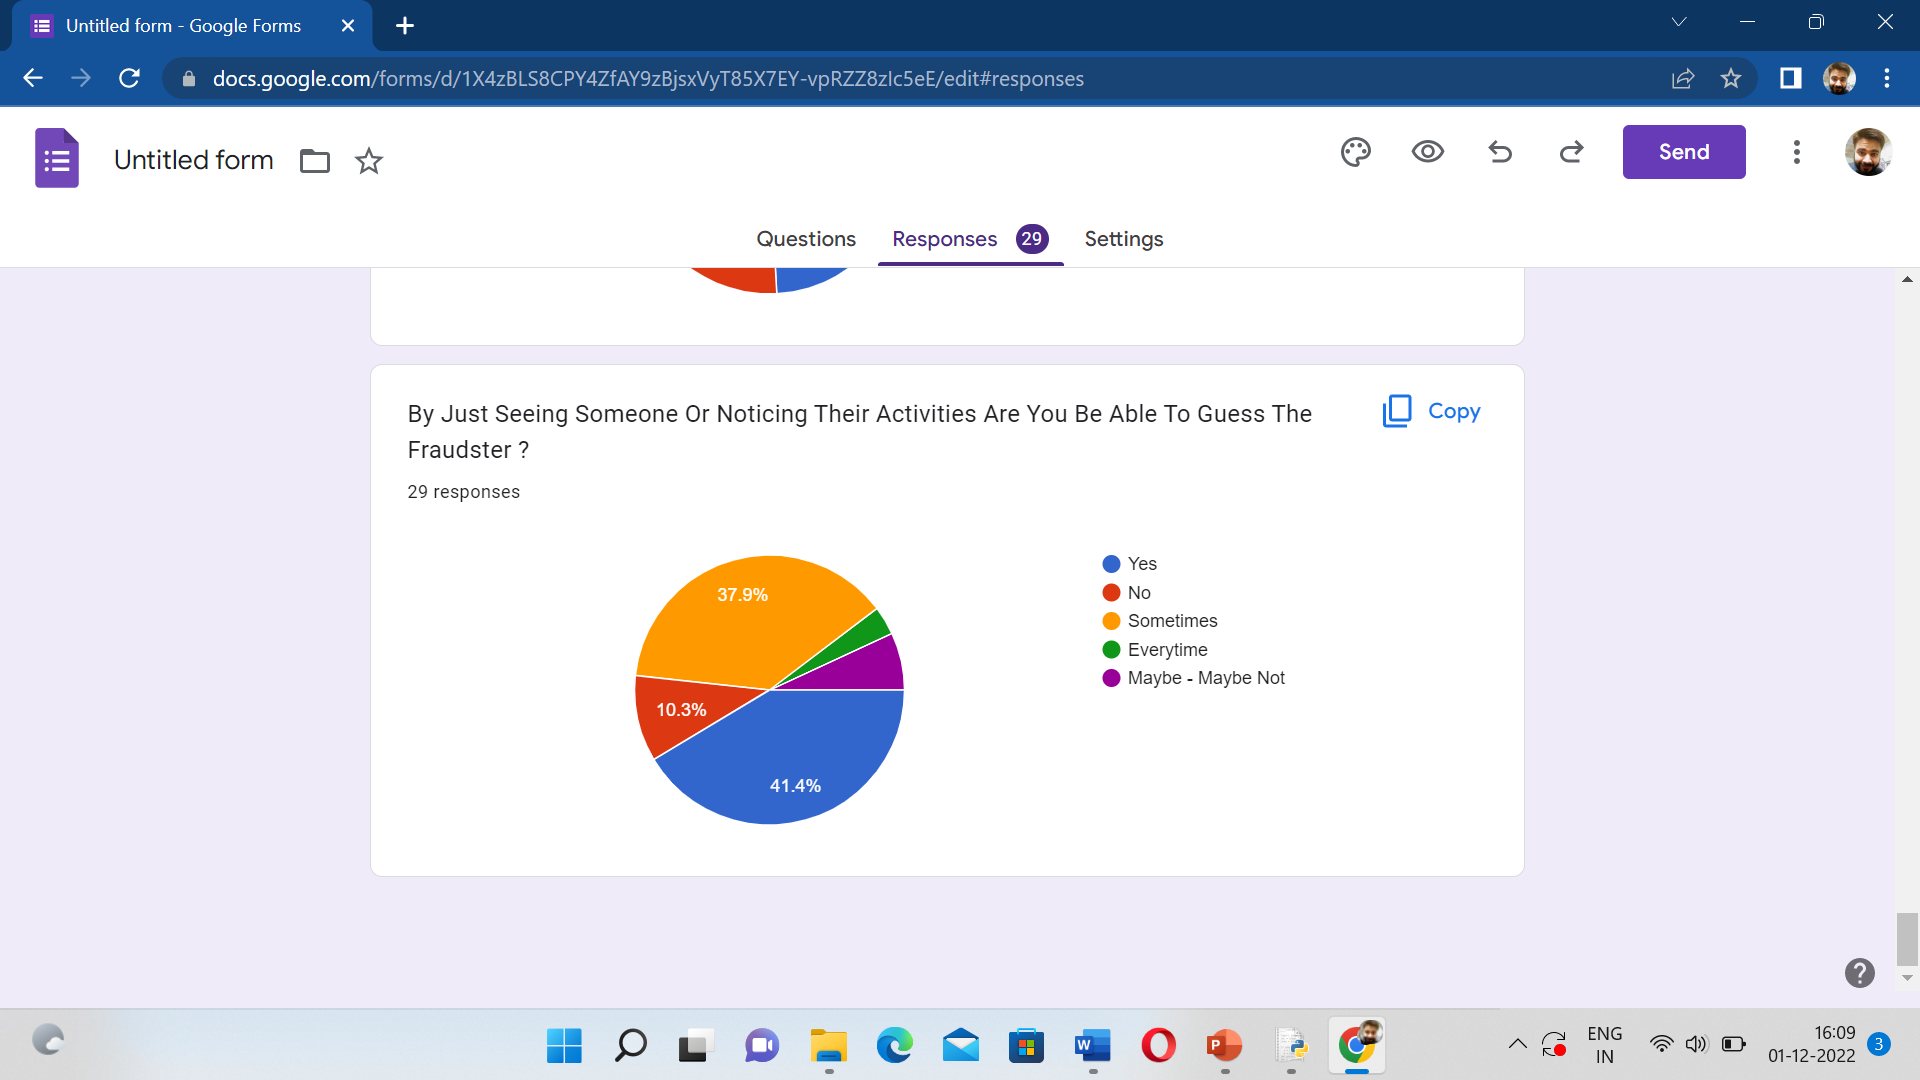 Untitled form - Google Forms
docs.google.com/forms/d/1X4zBLS8CPY4ZfAY9zBjsxVyT85X7EY-vpRZZ8zIc5eE/edit#responses
Untitled form
Send
Questions
Responses 29
Settings
By Just Seeing Someone Or Noticing Their Activities Are You Be Able To Guess The
Fraudster ?
Copy
29 responses
37.9%
10.3%
41.4%
Yes
No
Sometimes
Everytime
Maybe - Maybe Not
W
P
ENG
IN
16:09
01-12-2022
3